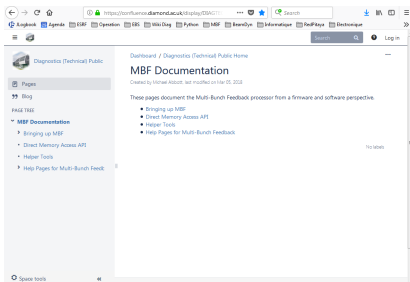 https://confluence.diamond.ac.uk/display/DIAG
Search
Jlogbook Agenda ESRF Operation EBS Wiki Diag Python MBF BeamDyn Informatique RedPitaya Electronique
Search
Log in
Diagnostics (Technical) Public
Pages
Blog
PAGE TREE
MBF Documentation
Bringing up MBF
Direct Memory Access API
Helper Tools
Help Pages for Multi-Bunch Feedt
Space tools
Dashboard / Diagnostics (Technical) Public Home
MBF Documentation
Created by Michael Abbott, last modified on Mar 05, 2018
These pages document the Multi-Bunch Feedback processor from a firmware and software perspective.
Bringing up MBF
Direct Memory Access API
Helper Tools
Help Pages for Multi-Bunch Feedback
No labels